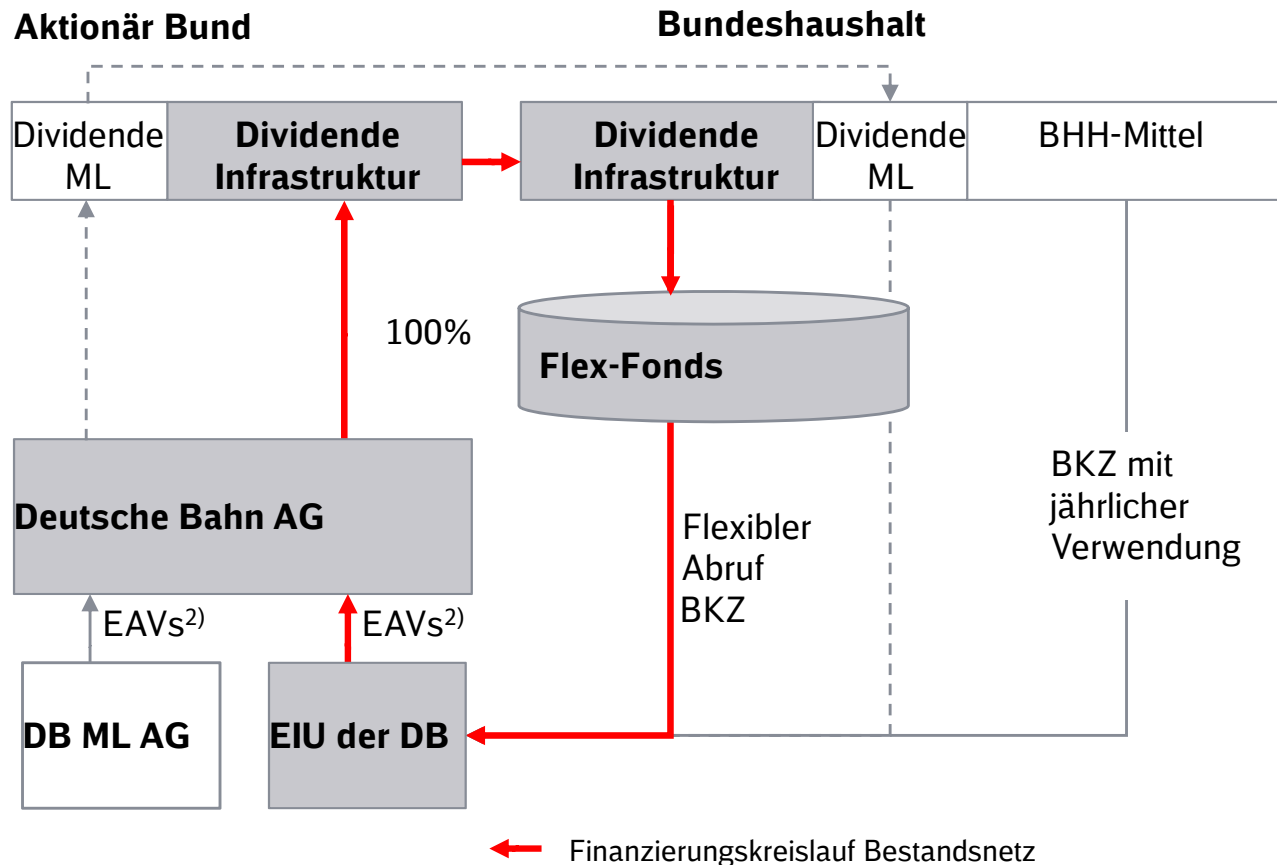 Aktionär Bund
Bundeshaushalt
Dividende
ML
Dividende
Infrastruktur
Dividende
Infrastruktur
Dividende
ML
BHH-Mittel
100%
Flex-Fonds
Deutsche Bahn AG
Flexibler
Abruf
BKZ
BKZ mit
jährlicher
Verwendung
EAVs2)
EAVs2)
DB ML AG
EIU der DB
Finanzierungskreislauf Bestandsnetz